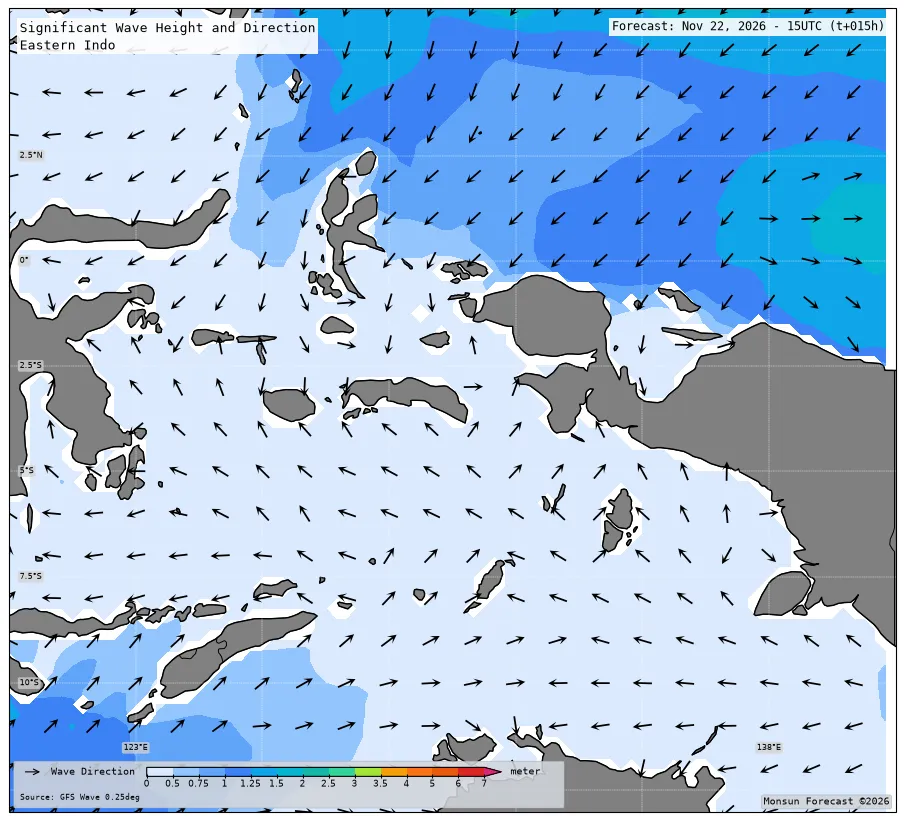 Significant Wave Height and Direction
Eastern Indo
Forecast: Nov 22, 2026 - 15UTC (t+015h)
2.5°N
0°
2.5°S
5°S
7.5°S
10°S
123°E
138°E
Wave Direction
meter
0 0.5 0.75 1 1.25 1.5 2 2.5 3 3.5 4 5 6 7
Source: GFS Wave 0.25deg
Monsun Forecast ©2026